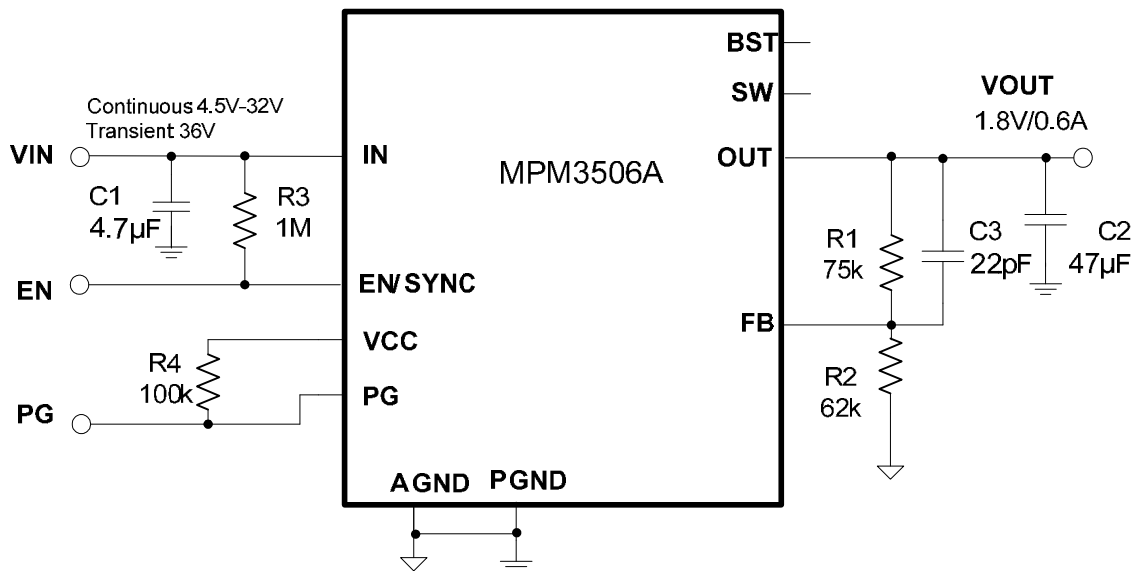 BST
SW
VOUT
1.8V/0.6A
Continuous 4.5V-32V
Transient 36V
VIN
IN
MPM3506A
OUT
C1
4.7µF
R3
1M
R1
75k
C3
22pF
C2
47µF
EN
EN/SYNC
FB
VCC
R4
100k
PG
PG
R2
62k
AGND
PGND